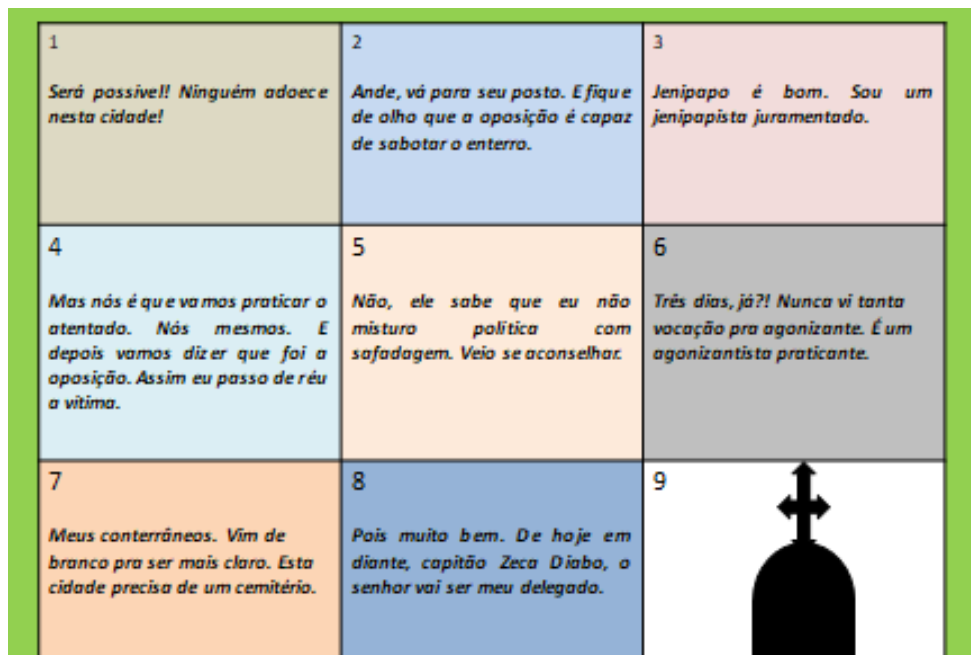 1
Será possível! Ninguém adoece
nesta cidade!
2
Ande, vá para seu posto. E fique
de olho que a oposição é capaz
de sabotar o enterro.
3
Jenipapo é bom. Sou um
jenipapista juramentado.
4
Mas nós é que vamos praticar o
atentado. Nós mesmos. E
depois vamos dizer que foi a
oposição. Assim eu passo de réu
a vítima.
5
Não, ele sabe que eu não
misturo política com
safadagem. Veio se aconselhar.
6
Três dias, já?! Nunca vi tanta
vocação pra agonizante. É um
agonizantista praticante.
7
Meus conterrâneos. Vim de
branco pra ser mais claro. Esta
cidade precisa de um cemitério.
8
Pois muito bem. De hoje em
diante, capitão Zeca Diabo, o
senhor vai ser meu delegado.
9